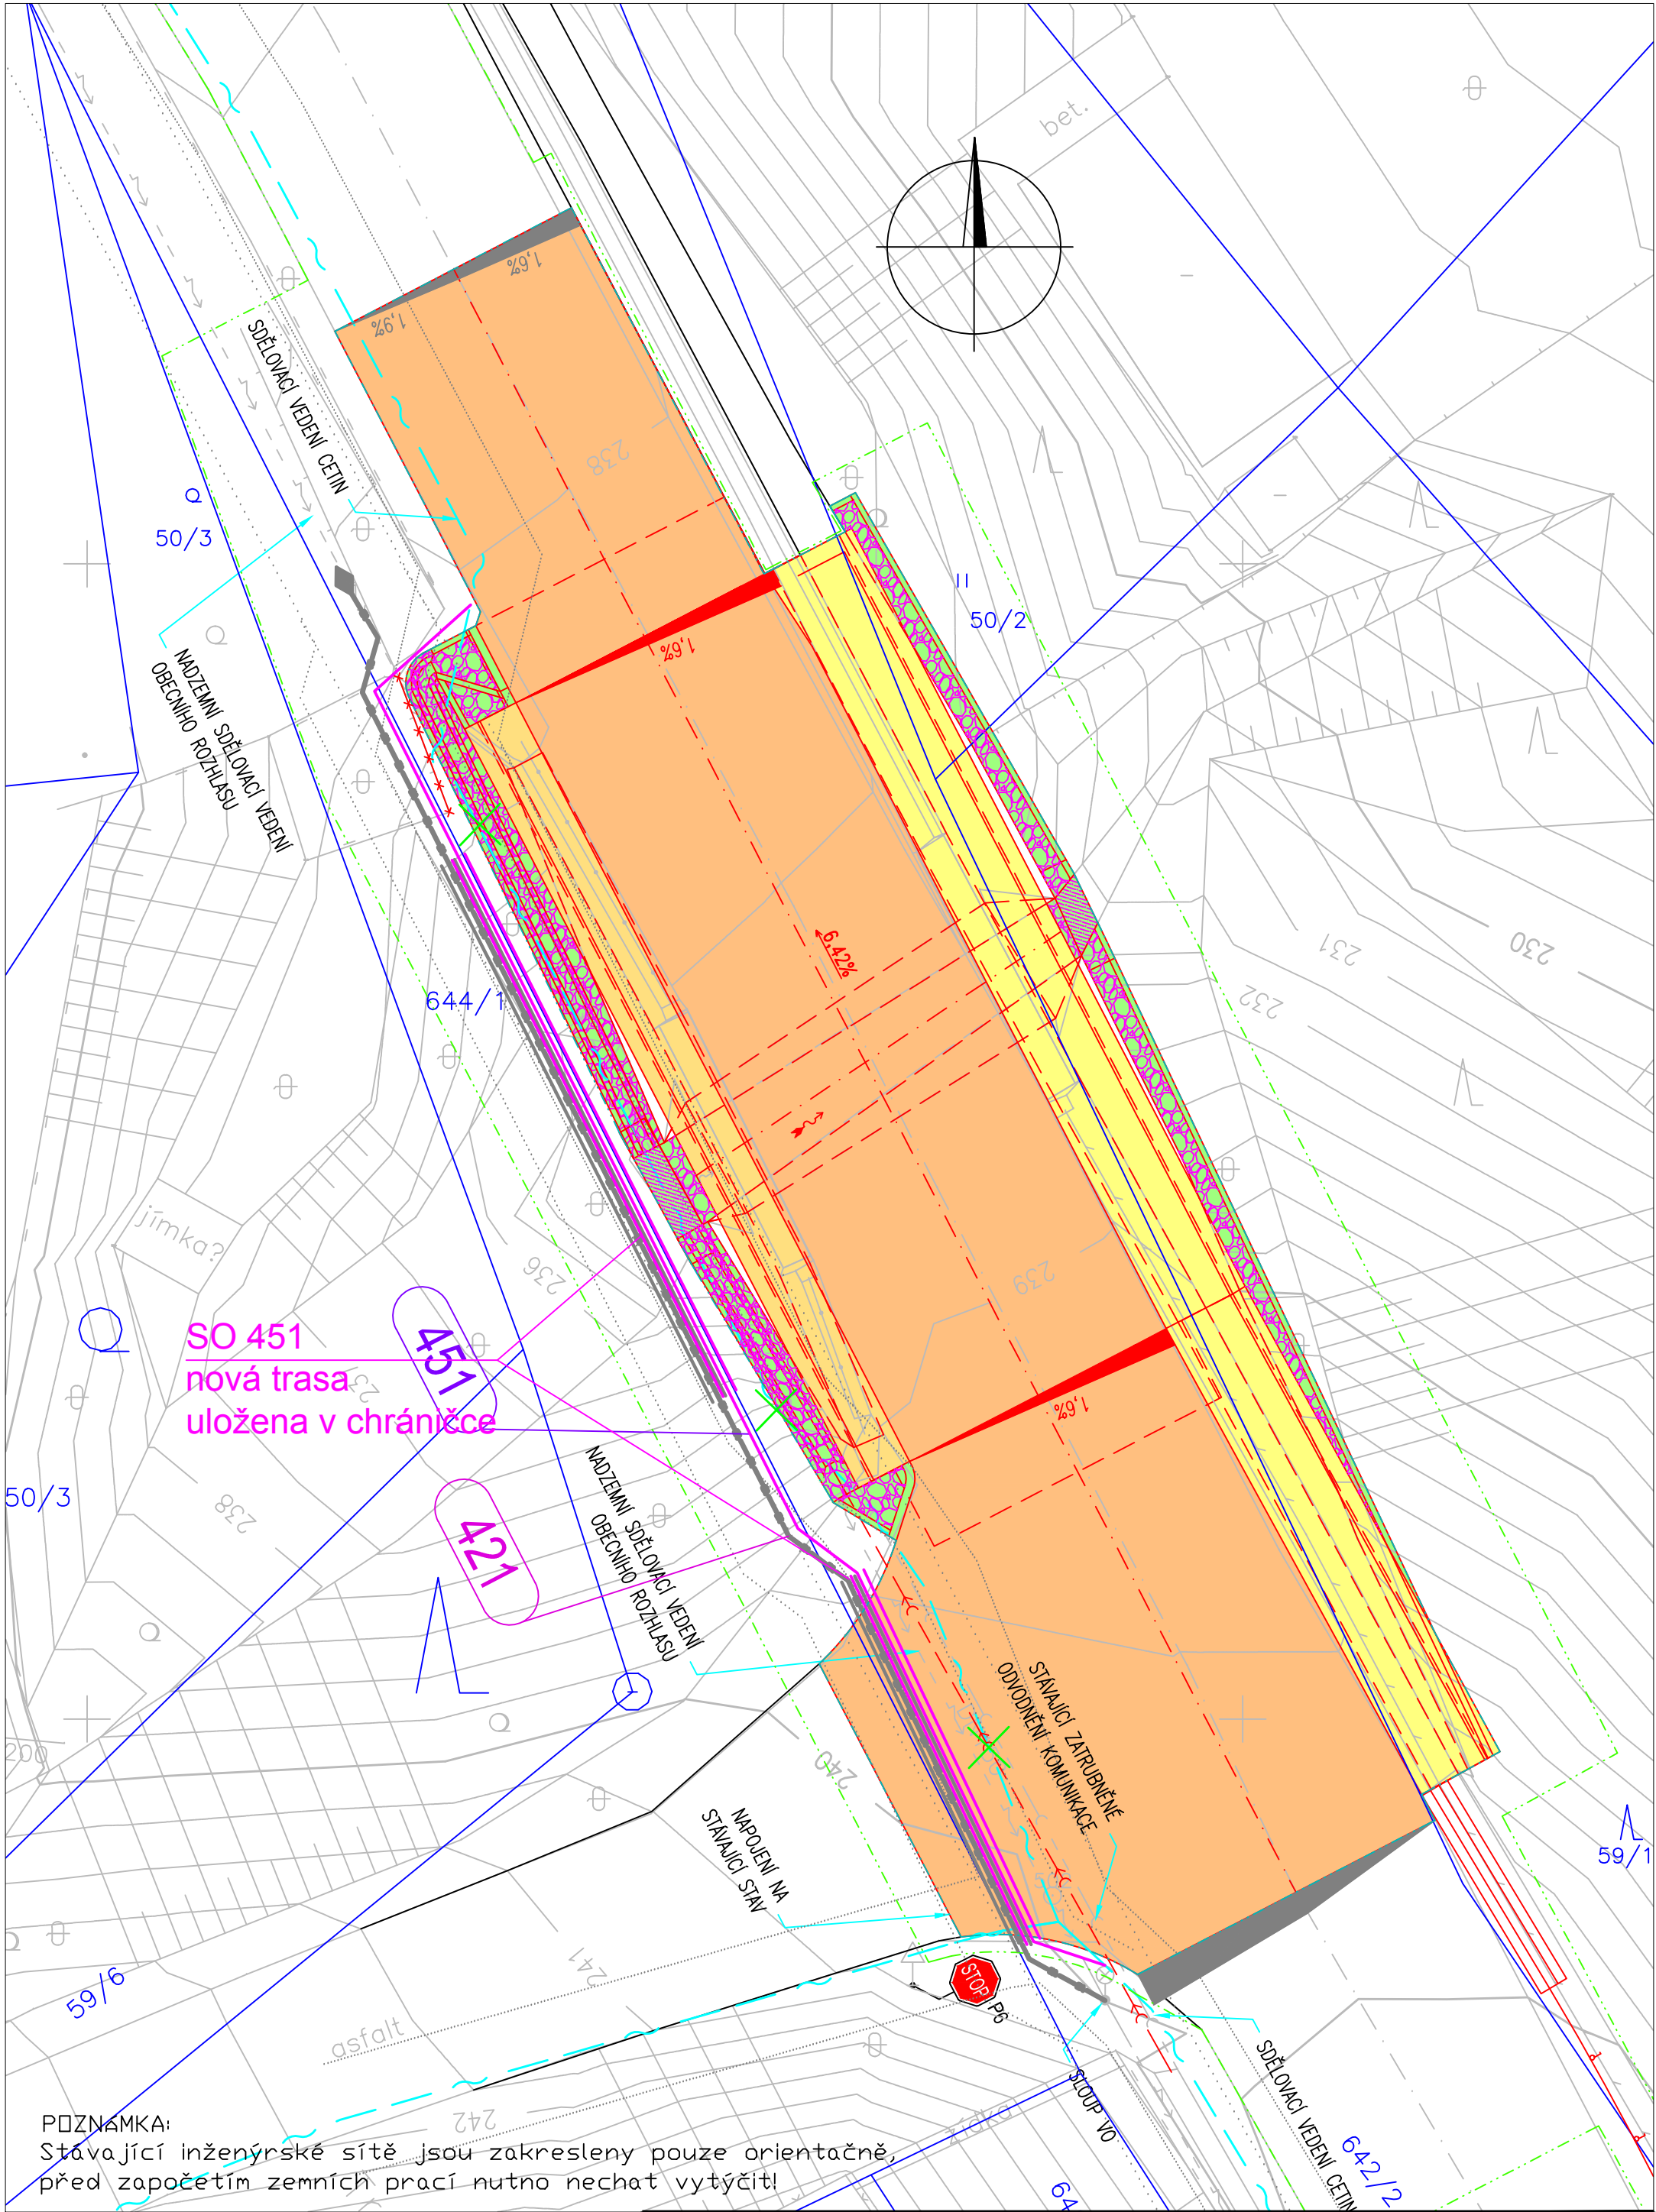 bet.
1,6%
1,9%
SDĚLOVACÍ VEDENÍ CETIN
238
50/3
50/2
NADZEMNÍ SDĚLOVACÍ VEDENÍ
OBECNÍHO ROZHLASU
1,6%
6,42%
230
231
232
644/1
jímka?
236
239
SO 451
nová trasa
uložena v chráničce
451
421
1,6%
50/3
238
NADZEMNÍ SDĚLOVACÍ VEDENÍ
OBECNÍHO ROZHLASU
STÁVAJÍCÍ ZATRUBNĚNÉ
ODVODNĚNÍ KOMUNIKACE
200
240
NAPOJENÍ NA
STÁVAJÍCÍ STAV
59/1
241
59/6
asfalt
STOP
P6
SLOUP VO
SDĚLOVACÍ VEDENÍ CETIN
zídka
242
642/2
64
POZNÁMKA:
Stávající inženýrské sítě jsou zakresleny pouze orientačně,
před započetím zemních prací nutno nechat vytýčit!